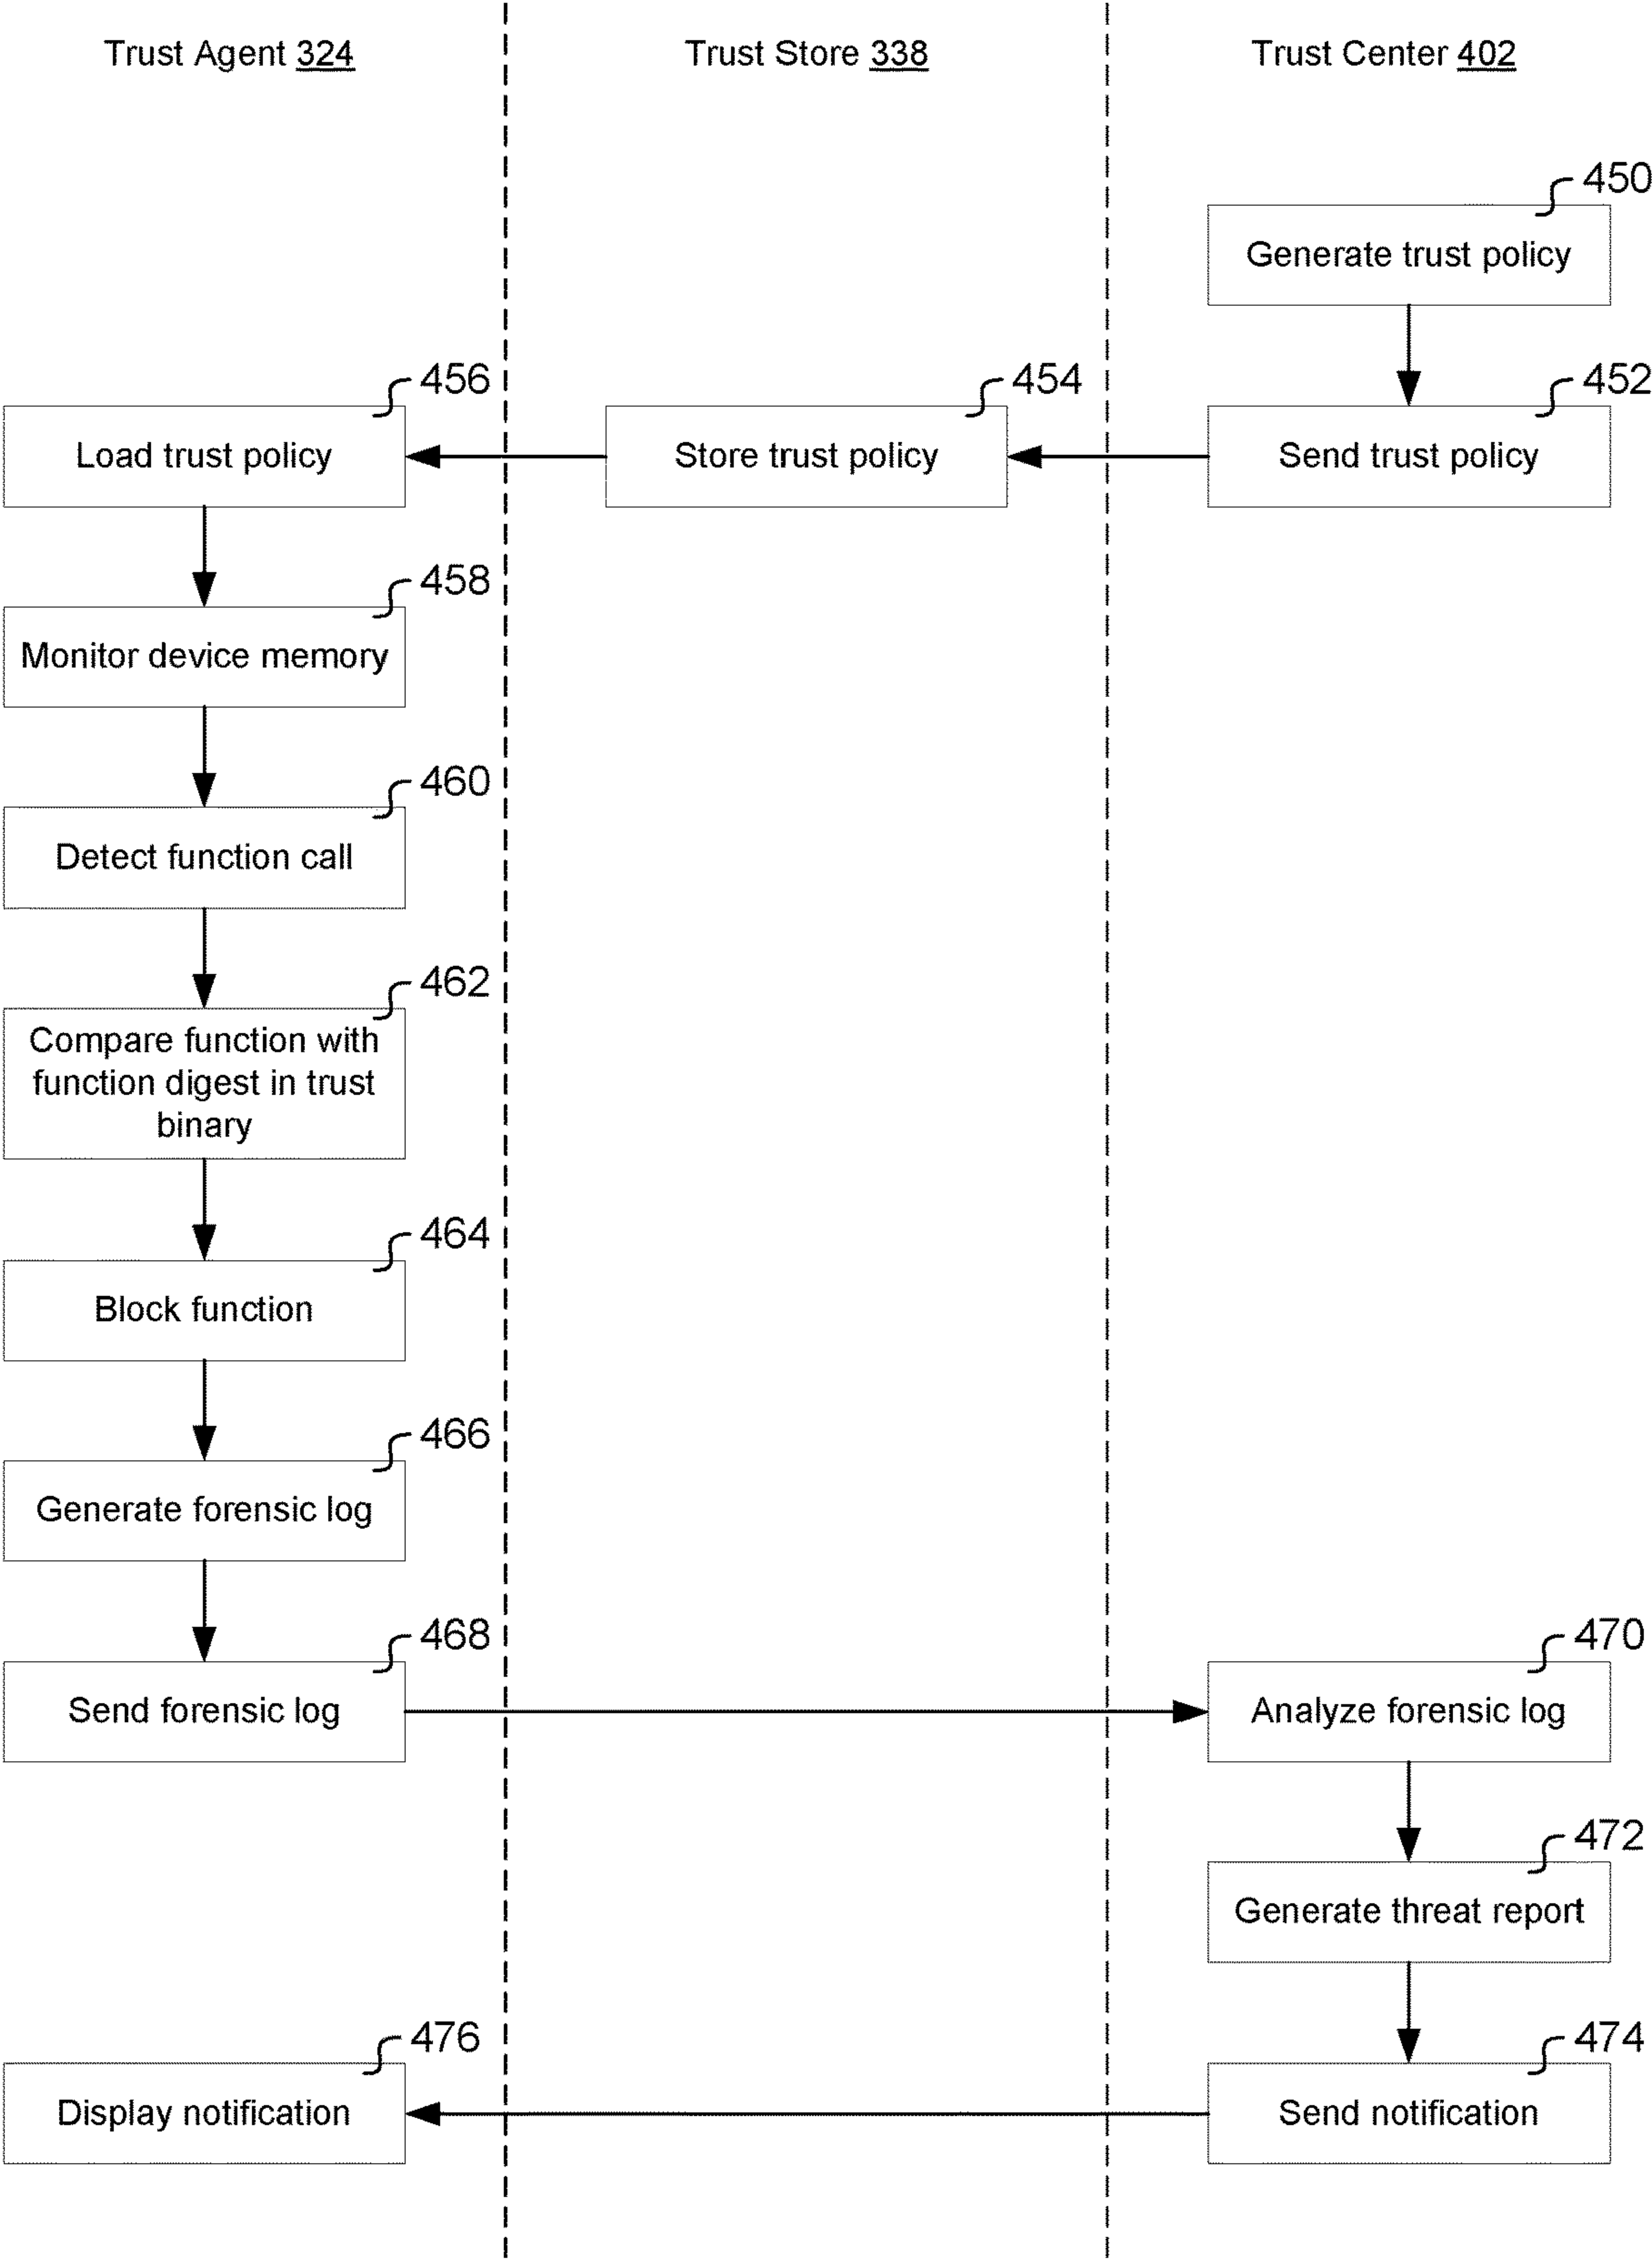 Trust Agent 324
Trust Store 338
Trust Center 402
450
Generate trust policy
456
454
452
Load trust policy
Store trust policy
Send trust policy
458
Monitor device memory
460
Detect function call
462
Compare function with
function digest in trust
binary
464
Block function
466
Generate forensic log
468
470
Send forensic log
Analyze forensic log
472
Generate threat report
476
474
Display notification
Send notification